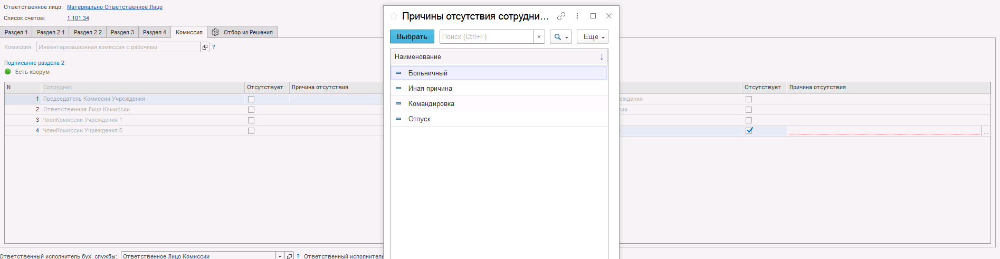 Ответственное лицо: Материально Ответственное Лицо
Список счетов: 1.101.34
Раздел 1 Раздел 2.1 Раздел 2.2 Раздел 3 Раздел 4 Комиссия Отбор из Решения
Комиссия: Инвентаризационная комиссия с рабочими ?
Подписание раздела 2
Есть кворум
N Сотрудник Отсутствует Причина отсутствия
1 Председатель Комиссии Учреждения
2 Ответственное Лицо Комиссии
3 ЧленКомиссии Учреждения 1
4 ЧленКомиссии Учреждения 5
Ответственный исполнитель бух. службы: Ответственное Лицо Комиссии ? Ответственный исполнитель
Причины отсутствия сотрудни...
Выбрать Поиск (Ctrl+F) × Еще
Наименование ↓
Больничный
Иная причина
Командировка
Отпуск
Отсутствует Причина отсутствия
...